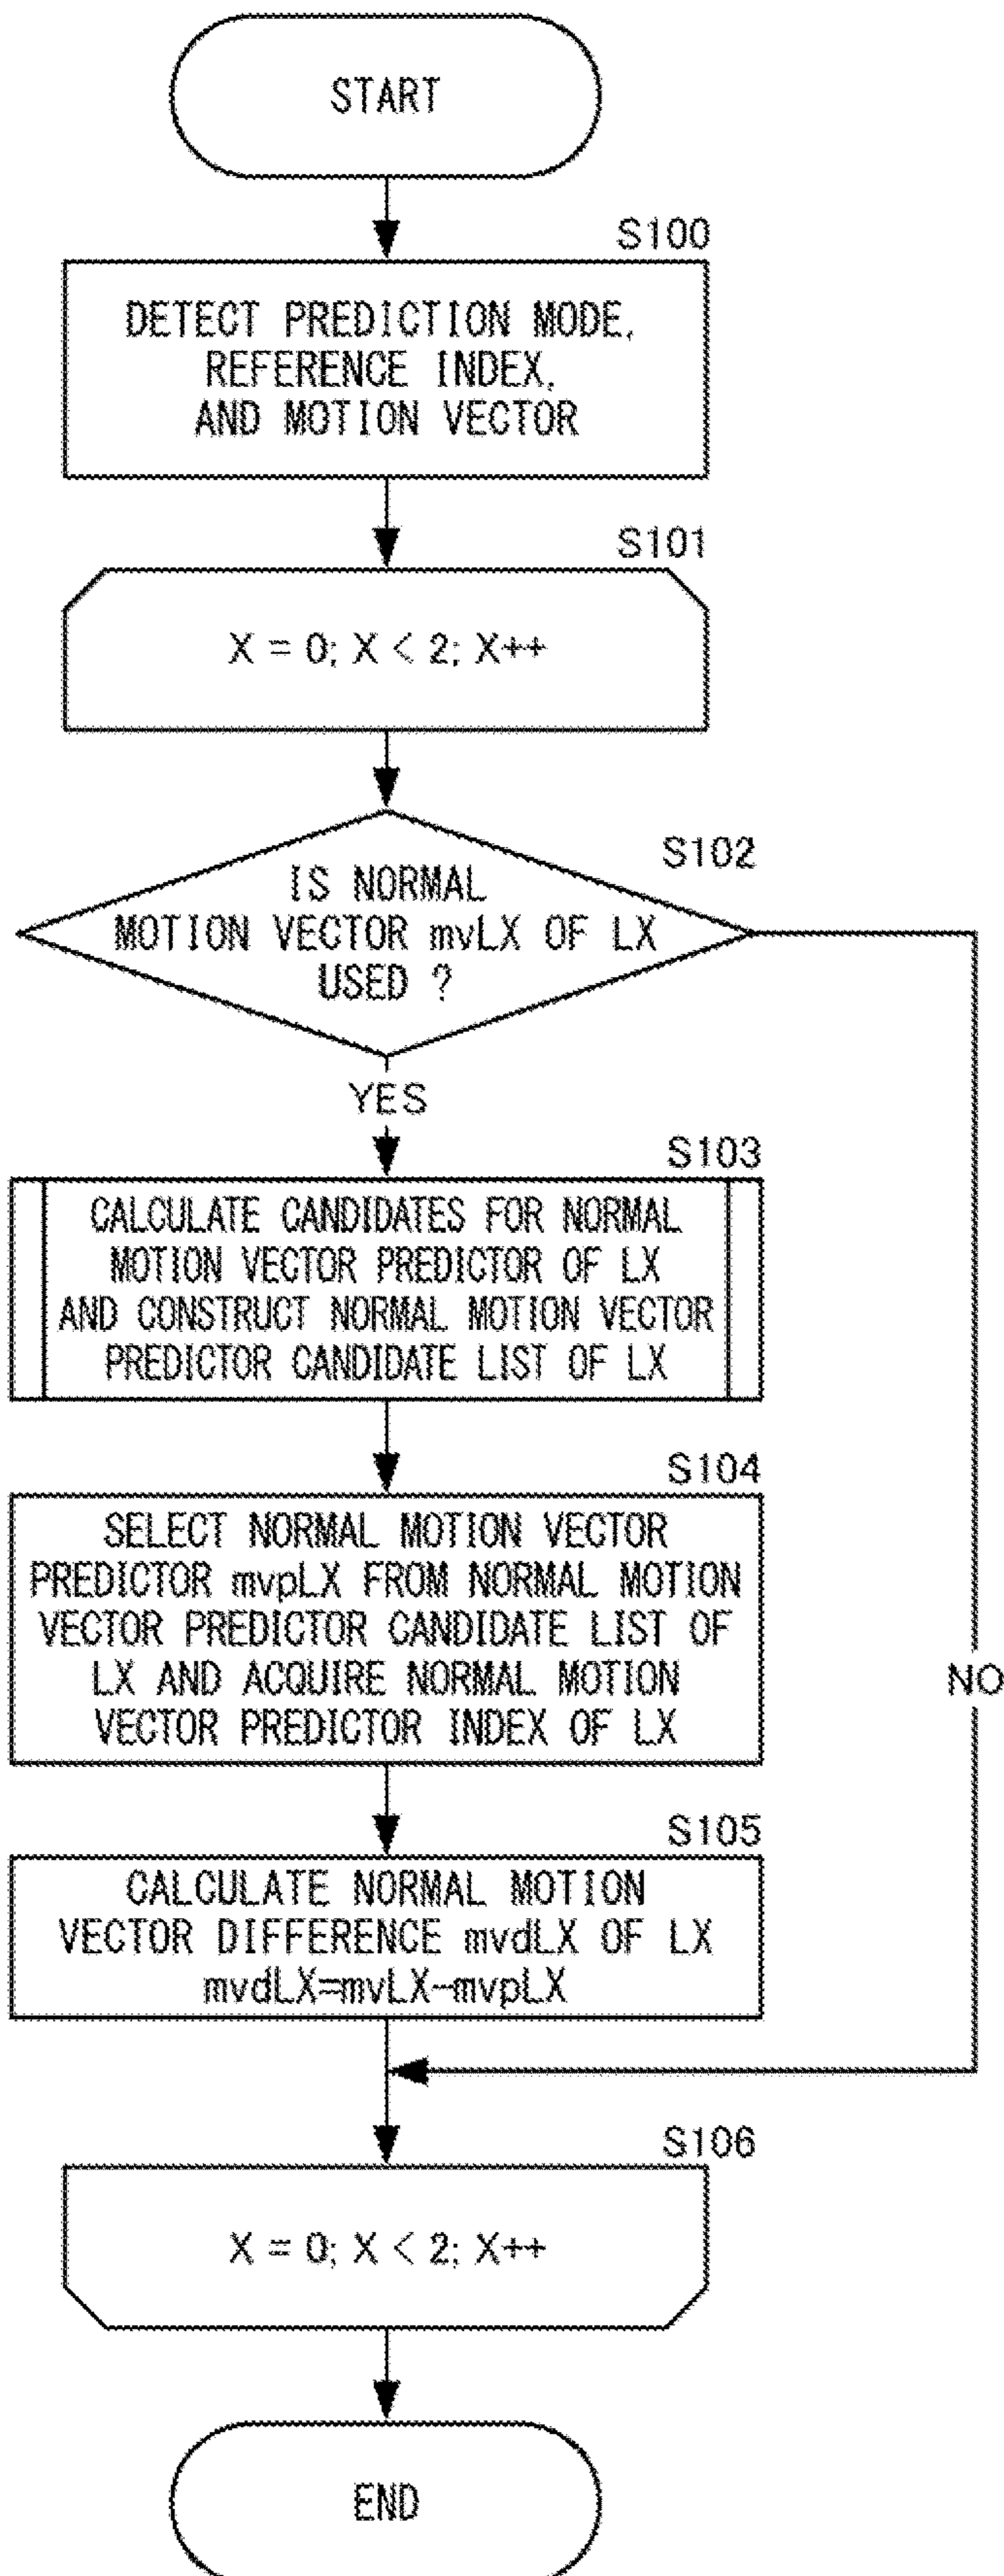 START
S100
DETECT PREDICTION MODE,
REFERENCE INDEX,
AND MOTION VECTOR
S101
X = 0; X < 2; X++
S102
IS NORMAL
MOTION VECTOR mvLX OF LX
USED ?
YES
S103
CALCULATE CANDIDATES FOR NORMAL
MOTION VECTOR PREDICTOR OF LX
AND CONSTRUCT NORMAL MOTION VECTOR
PREDICTOR CANDIDATE LIST OF LX
S104
SELECT NORMAL MOTION VECTOR
PREDICTOR mvpLX FROM NORMAL MOTION
VECTOR PREDICTOR CANDIDATE LIST OF
LX AND ACQUIRE NORMAL MOTION
VECTOR PREDICTOR INDEX OF LX
NO
S105
CALCULATE NORMAL MOTION
VECTOR DIFFERENCE mvdLX OF LX
mvdLX=mvLX-mvpLX
S106
X = 0; X < 2; X++
END